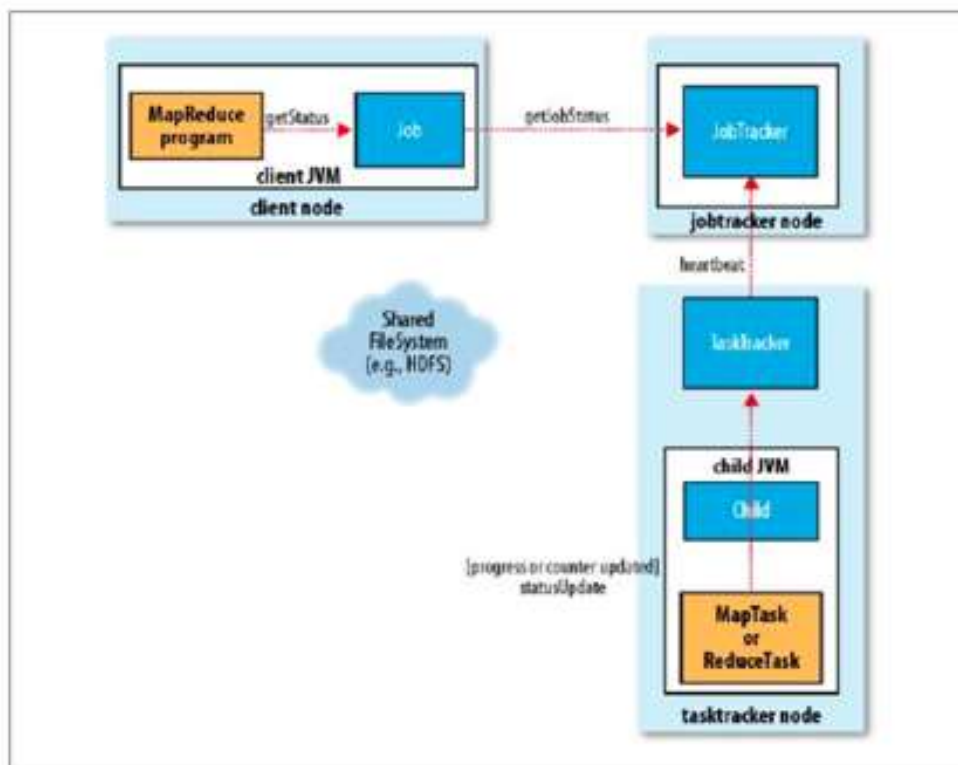 MapReduce
program
getStatus
Job
client JVM
client node
getJobStatus
JobTracker
jobtracker node
heartbeat
Shared
FileSystem
(e.g., HDFS)
TaskTracker
child JVM
Child
[progress or counter updated]
statusUpdate
MapTask
or
ReduceTask
tasktracker node